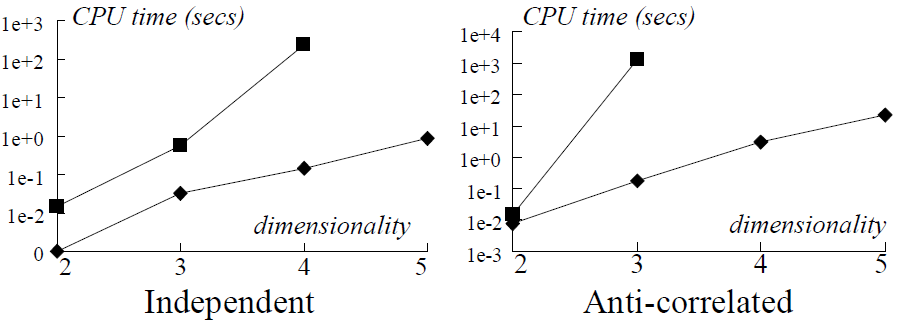 CPU time (secs)
1e+3
1e+2
1e+1
1e+0
1e-1
1e-2
0
2 3 4 5
dimensionality
Independent
CPU time (secs)
1e+4
1e+3
1e+2
1e+1
1e+0
1e-1
1e-2
1e-3
2 3 4 5
dimensionality
Anti-correlated